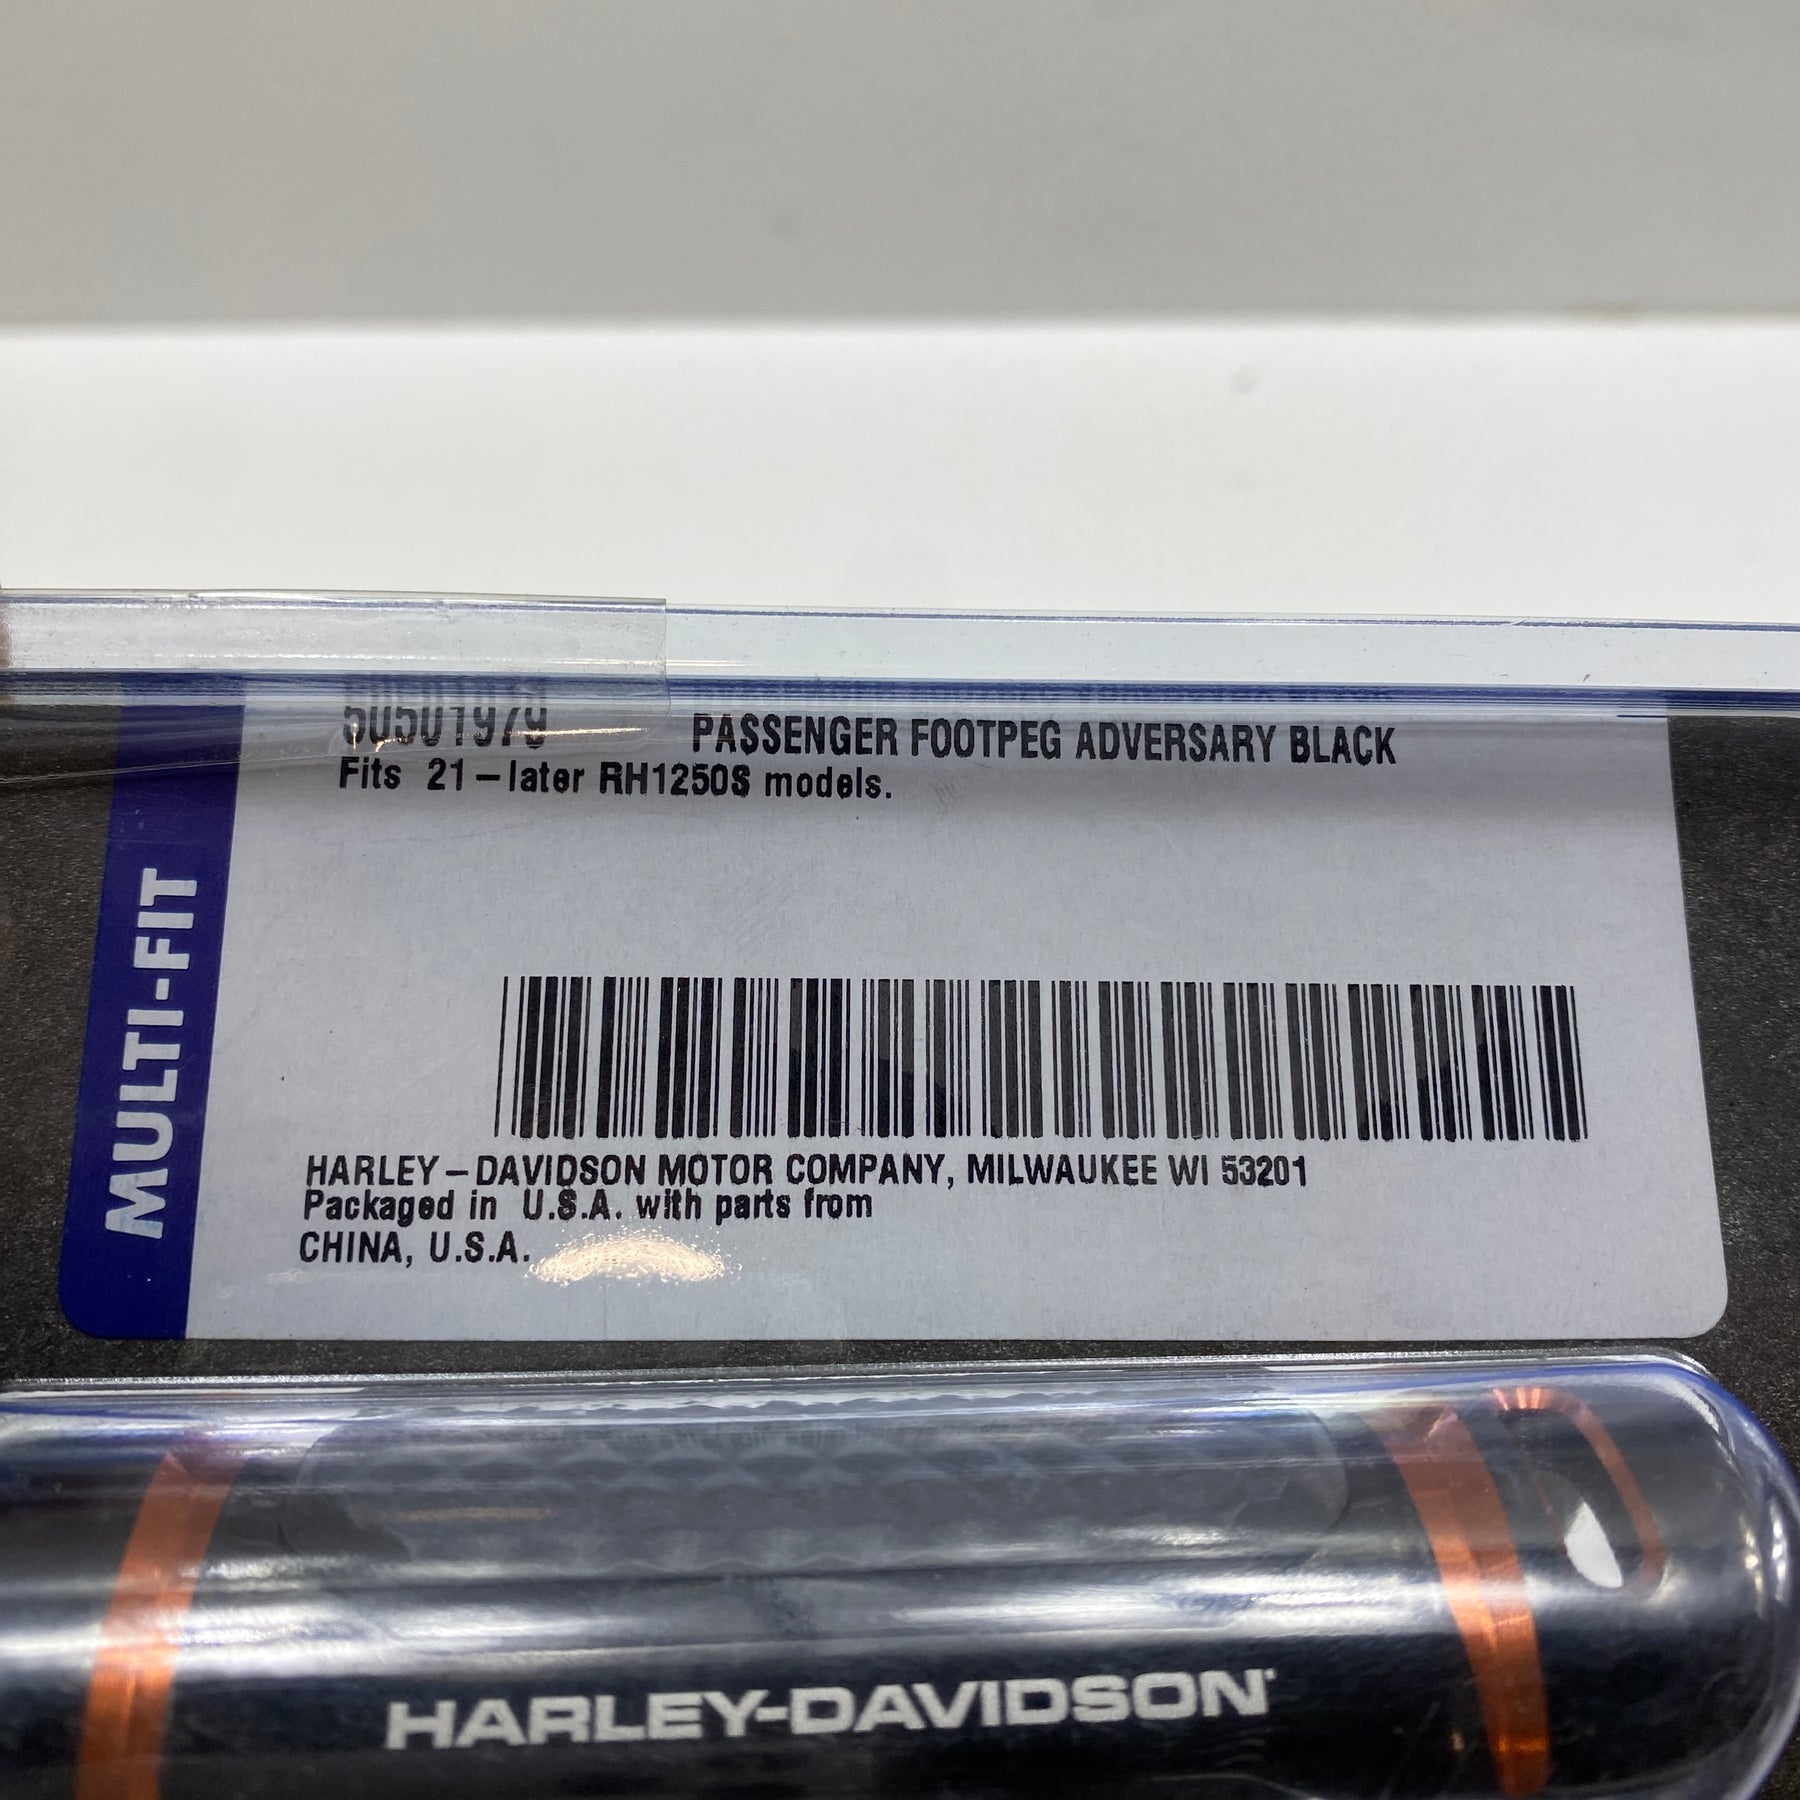 50501979 PASSENGER FOOTPEG ADVERSARY BLACK
Fits 21-later RH1250S models.
MULTI-FIT
HARLEY-DAVIDSON MOTOR COMPANY, MILWAUKEE WI 53201
Packaged in U.S.A. with parts from
CHINA, U.S.A.
HARLEY-DAVIDSON